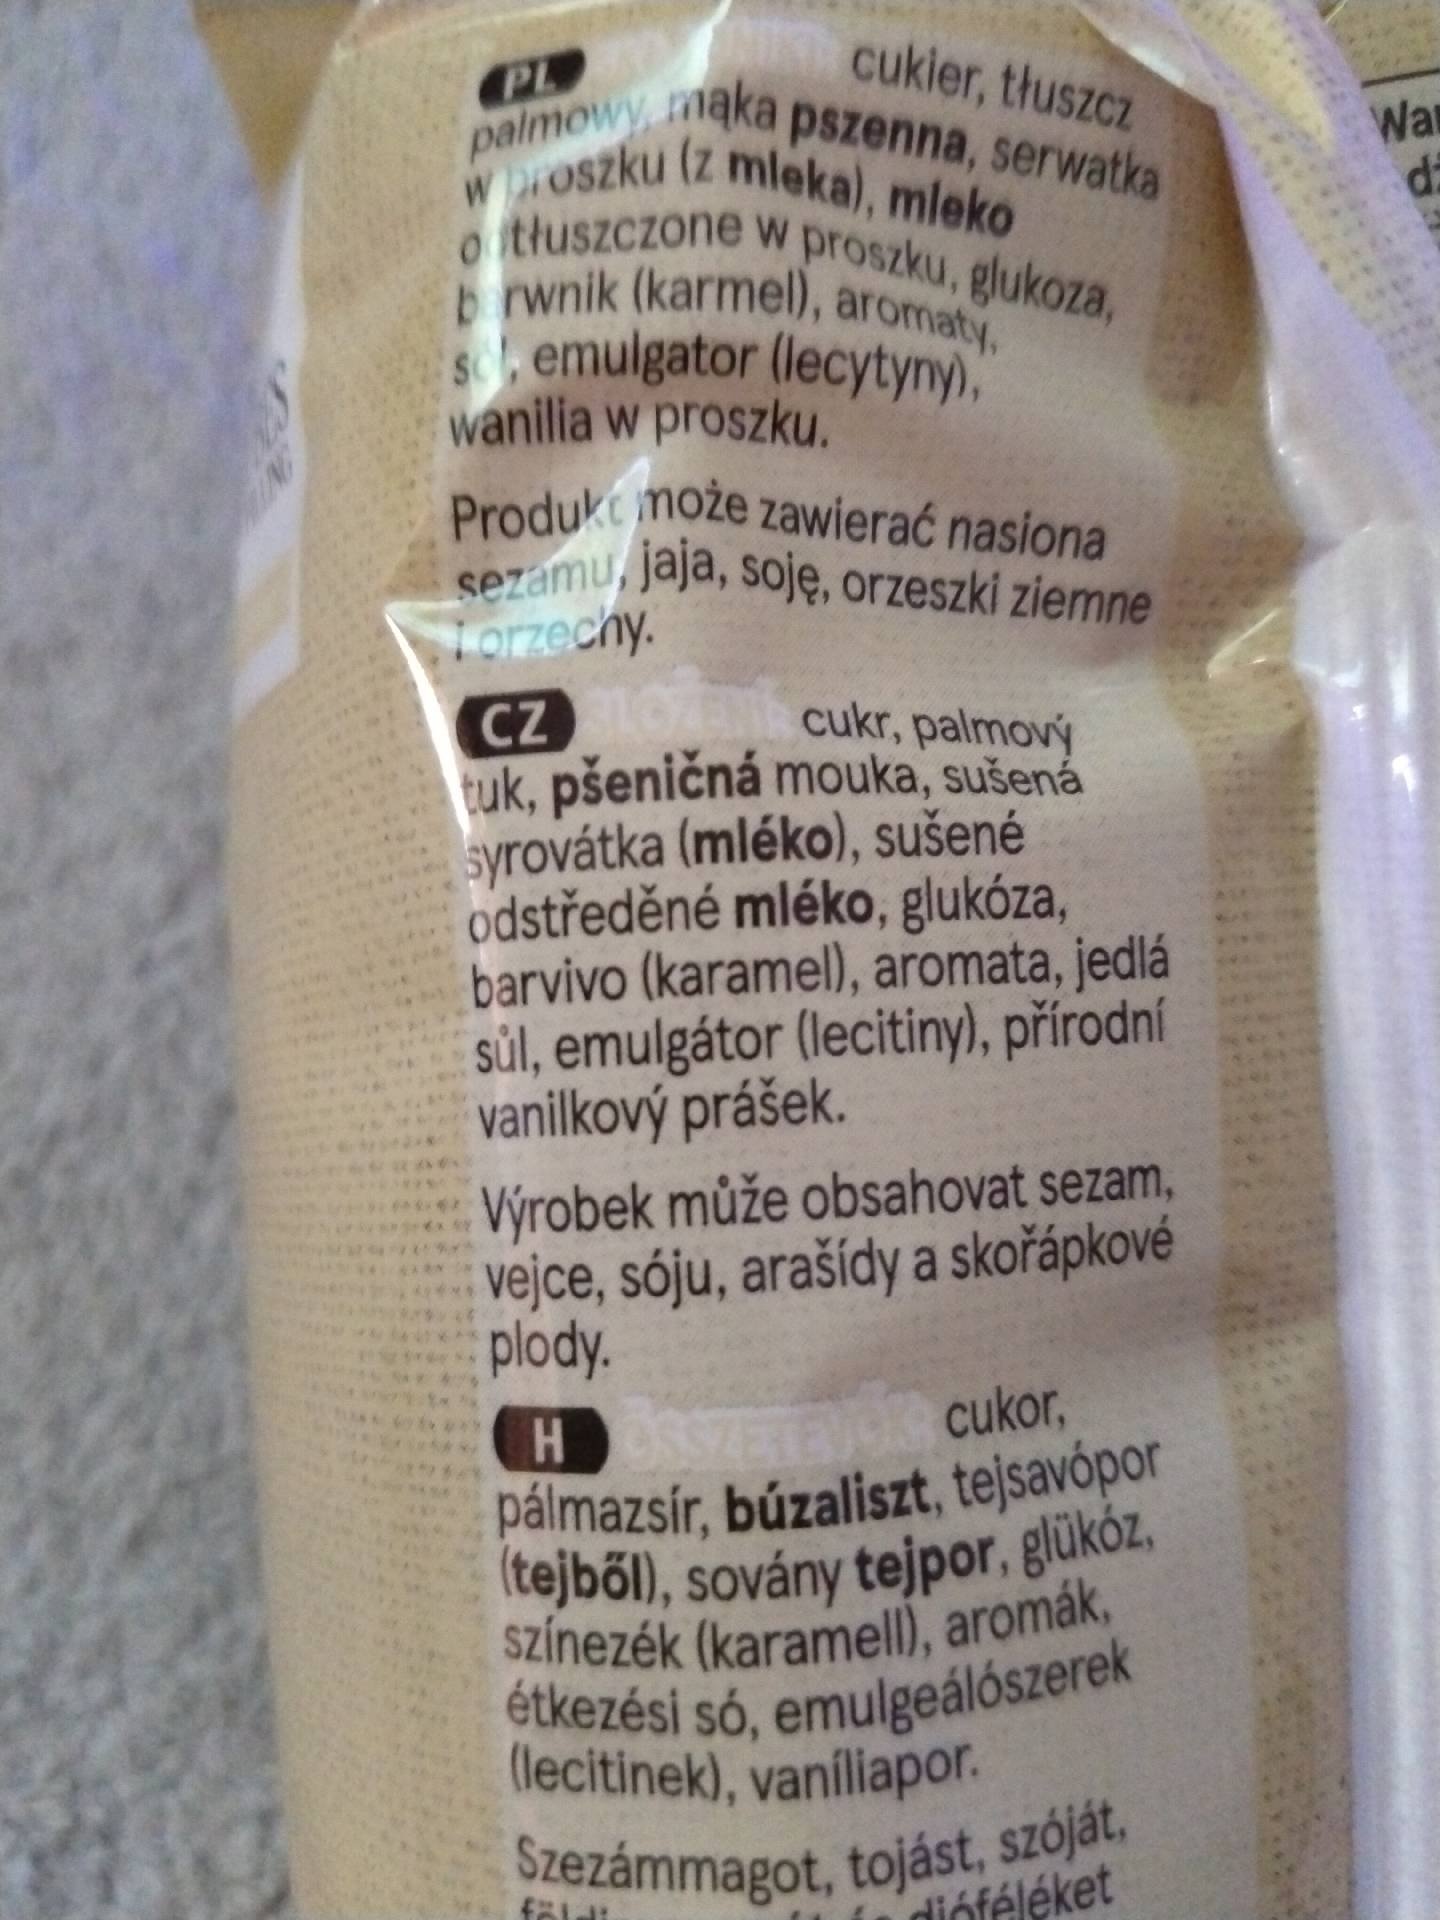 PL cukier, tłuszcz
palmowy, mąka pszenna, serwatka
w proszku (z mleka), mleko
odtłuszczone w proszku, glukoza,
barwnik (karmel), aromaty,
sól, emulgator (lecytyny),
wanilia w proszku.
Produkt może zawierać nasiona
sezamu, jaja, soję, orzeszki ziemne
i orzechy.
CZ SLOŽENÍ: cukr, palmový
tuk, pšeničná mouka, sušená
syrovátka (mléko), sušené
odstředěné mléko, glukóza,
barvivo (karamel), aromata, jedlá
sůl, emulgátor (lecitiny), přírodní
vanilkový prášek.
Výrobek může obsahovat sezam,
vejce, sóju, arašídy a skořápkové
plody.
H ÖSSZETEVŐK: cukor,
pálmazsír, búzaliszt, tejsavópor
(tejből), sovány tejpor, glükóz,
színezék (karamell), aromák,
étkezési só, emulgeálószerek
(lecitinek), vaníliapor.
Szezámmagot, tojást, szóját,
dióféléket